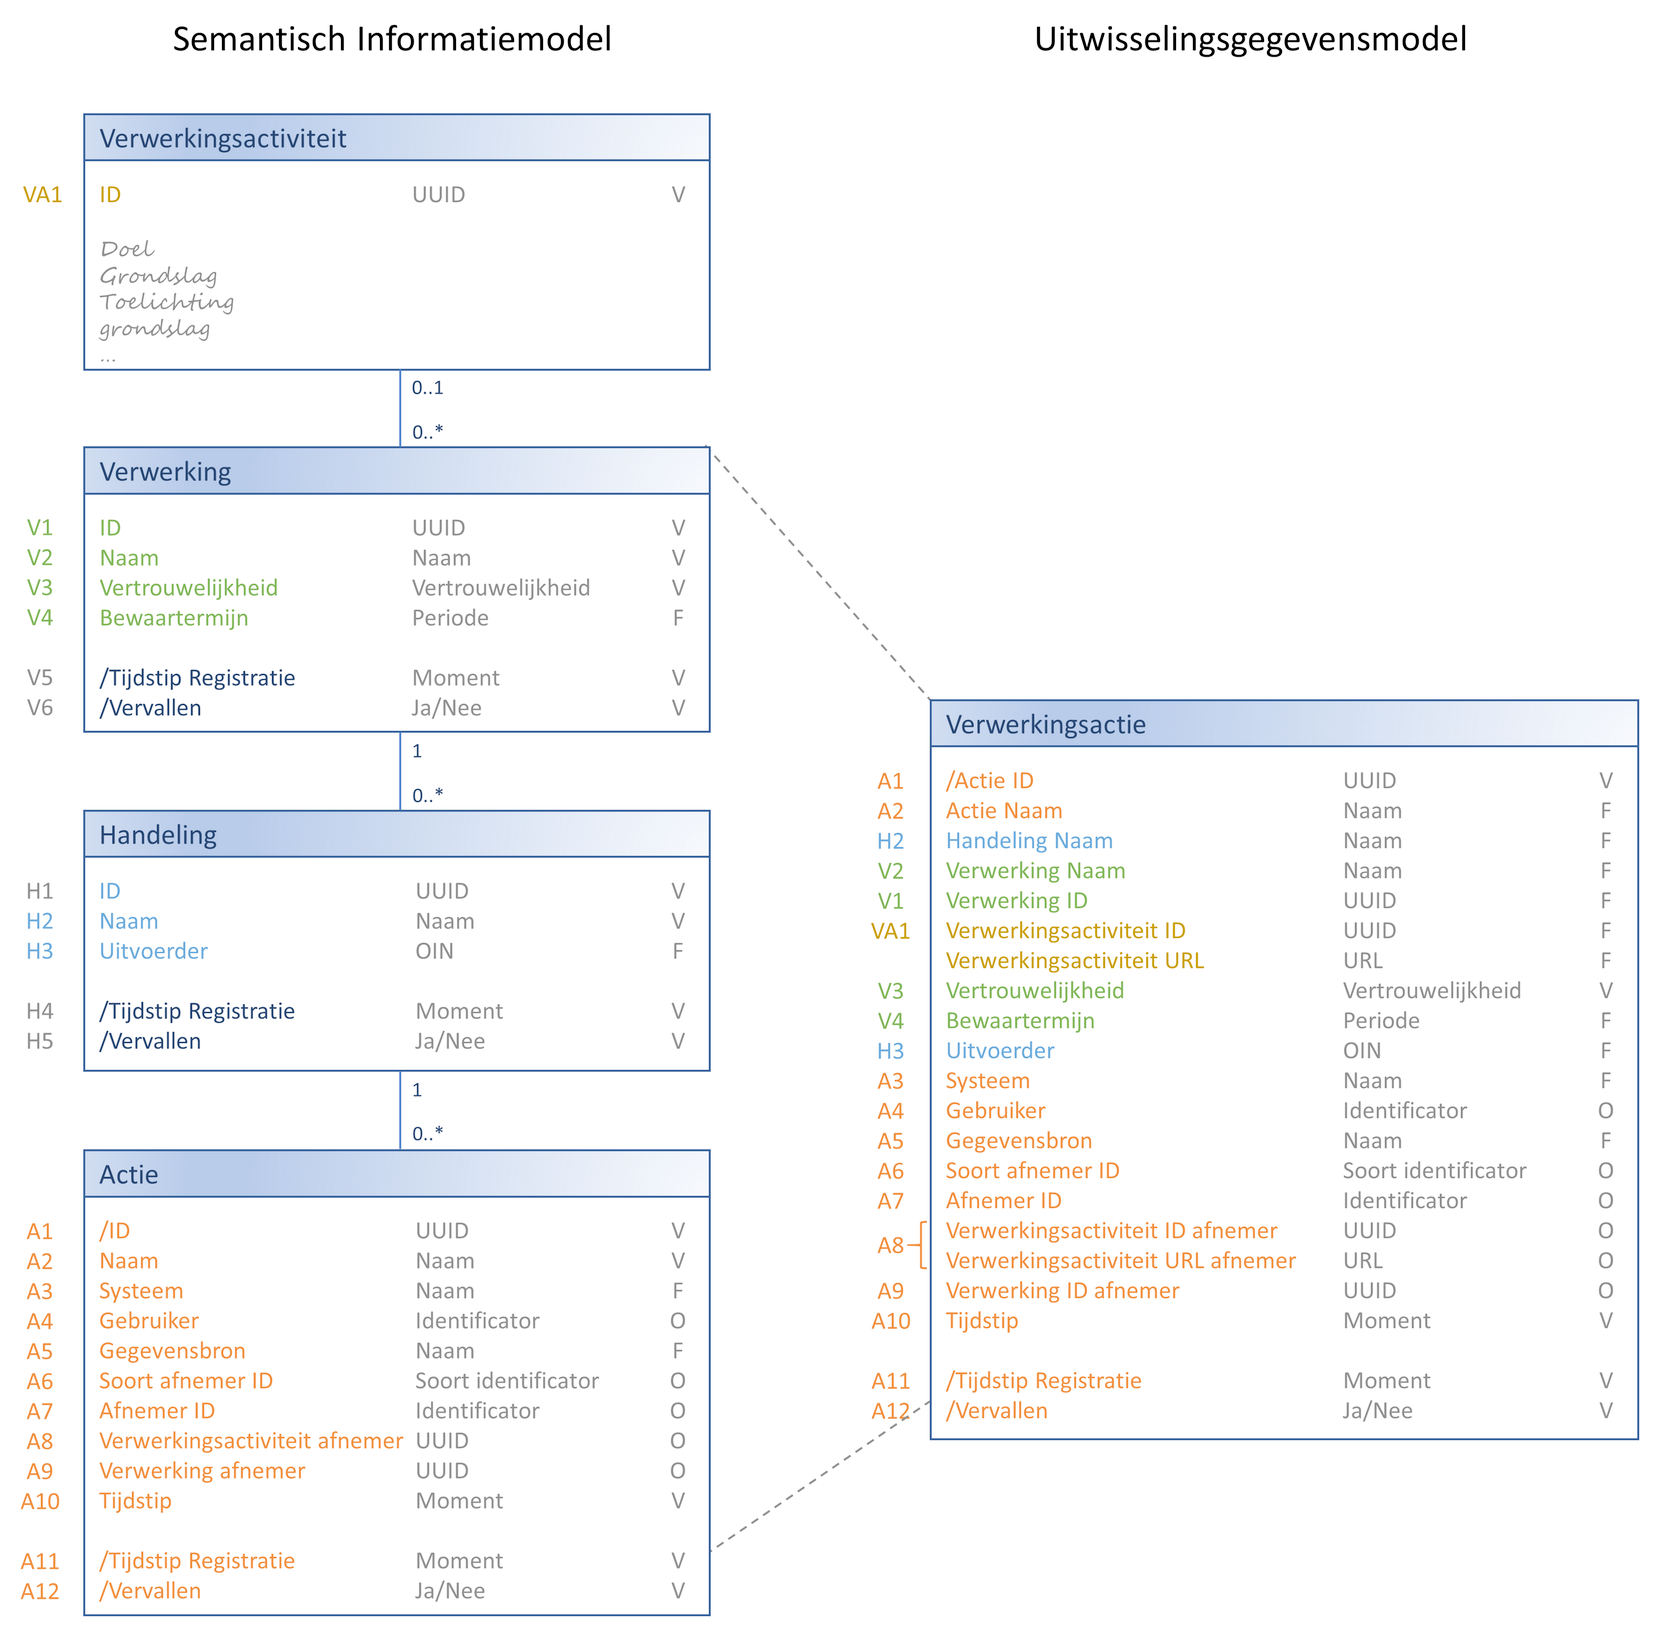 Semantisch Informatiemodel
Uitwisselingsgegevensmodel
Verwerkingsactiviteit
VA1 ID UUID V
Doel
Grondslag
Toelichting
grondslag
...
0..1
0..*
Verwerking
V1 ID UUID V
V2 Naam Naam V
V3 Vertrouwelijkheid Vertrouwelijkheid V
V4 Bewaartermijn Periode F
V5 /Tijdstip Registratie Moment V
V6 /Vervallen Ja/Nee V
1
0..*
Handeling
H1 ID UUID V
H2 Naam Naam V
H3 Uitvoerder OIN F
H4 /Tijdstip Registratie Moment V
H5 /Vervallen Ja/Nee V
1
0..*
Actie
A1 /ID UUID V
A2 Naam Naam V
A3 Systeem Naam F
A4 Gebruiker Identificator O
A5 Gegevensbron Naam F
A6 Soort afnemer ID Soort identificator O
A7 Afnemer ID Identificator O
A8 Verwerkingsactiviteit afnemer UUID O
A9 Verwerking afnemer UUID O
A10 Tijdstip Moment V
A11 /Tijdstip Registratie Moment V
A12 /Vervallen Ja/Nee V
Verwerkingsactie
A1 /Actie ID UUID V
A2 Actie Naam Naam F
H2 Handeling Naam Naam F
V2 Verwerking Naam Naam F
V1 Verwerking ID UUID F
VA1 Verwerkingsactiviteit ID UUID F
Verwerkingsactiviteit URL URL F
V3 Vertrouwelijkheid Vertrouwelijkheid V
V4 Bewaartermijn Periode F
H3 Uitvoerder OIN F
A3 Systeem Naam F
A4 Gebruiker Identificator O
A5 Gegevensbron Naam F
A6 Soort afnemer ID Soort identificator O
A7 Afnemer ID Identificator O
A8 Verwerkingsactiviteit ID afnemer UUID O
Verwerkingsactiviteit URL afnemer URL O
A9 Verwerking ID afnemer UUID O
A10 Tijdstip Moment V
A11 /Tijdstip Registratie Moment V
A12 /Vervallen Ja/Nee V